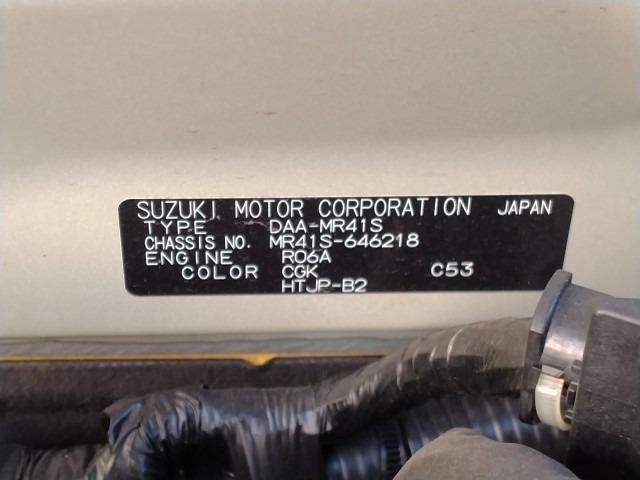 SUZUKI MOTOR CORPORATION JAPAN
TYPE DAA-MR41S
CHASSIS NO. MR41S-646218
ENGINE R06A
COLOR CGK C53
HTJP-B2